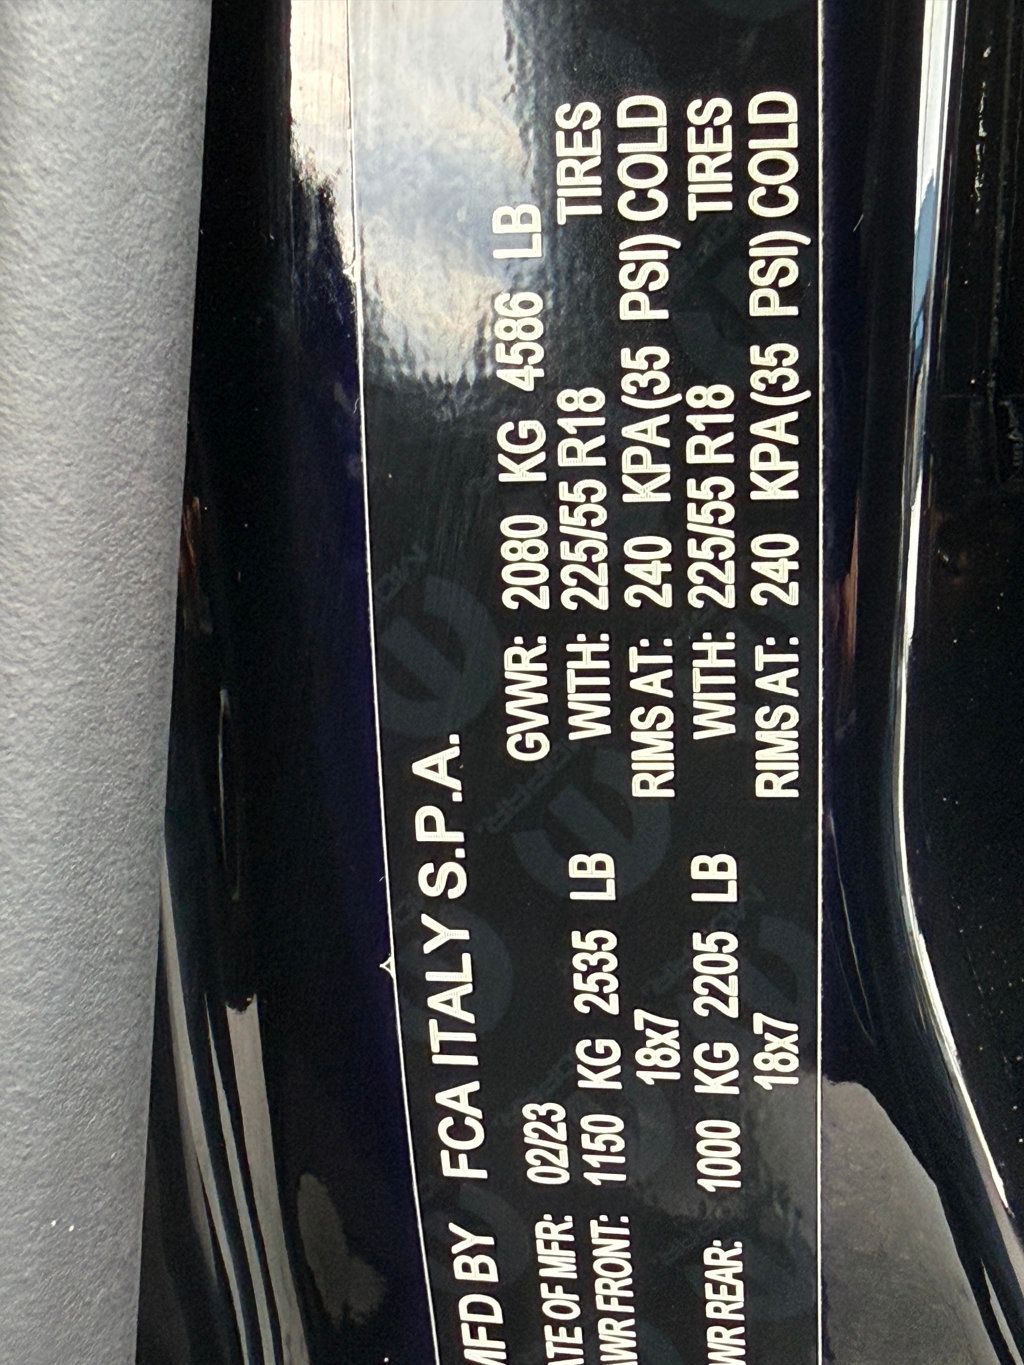 MFD BY FCA ITALY S.P.A.
ATE OF MFR: 02/23 GVWR: 2080 KG 4586 LB
AWR FRONT: 1150 KG 2535 LB WITH: 225/55 R18 TIRES
18x7 RIMS AT: 240 KPA (35 PSI) COLD
WR REAR: 1000 KG 2205 LB WITH: 225/55 R18 TIRES
18x7 RIMS AT: 240 KPA (35 PSI) COLD